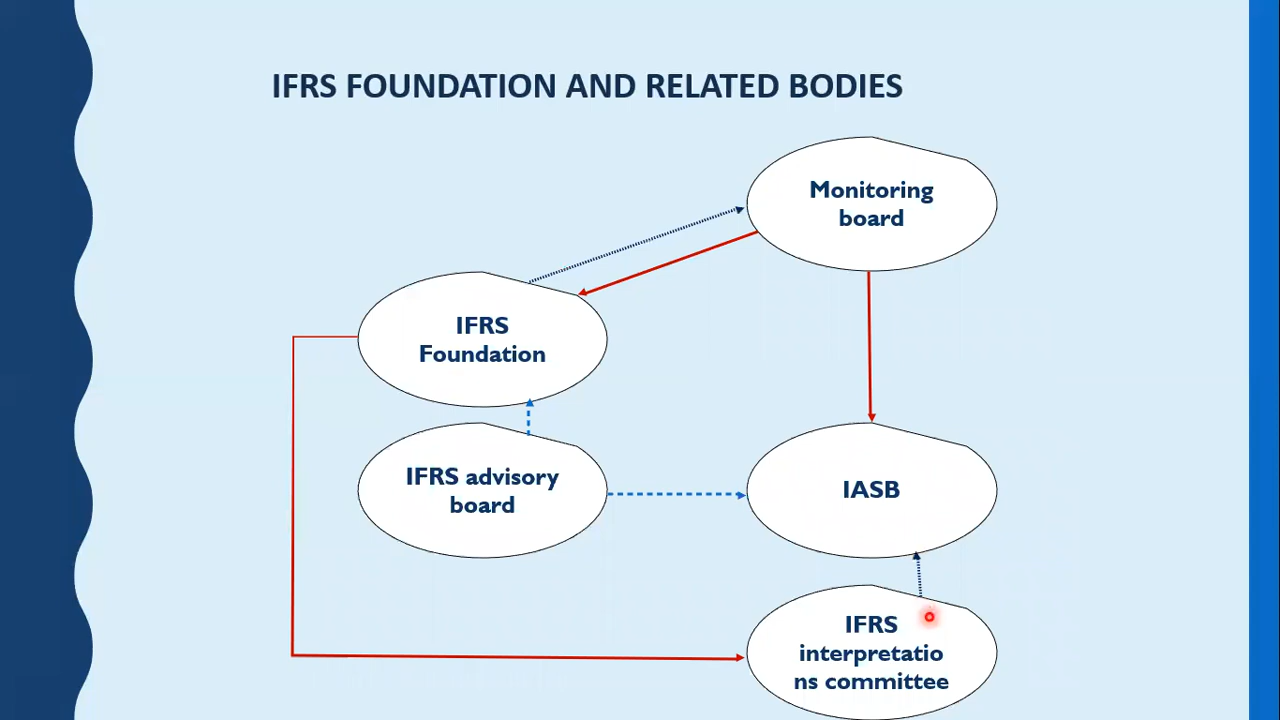 IFRS FOUNDATION AND RELATED BODIES
Monitoring
board
IFRS
Foundation
IFRS advisory
board
IASB
IFRS
interpretatio
ns committee